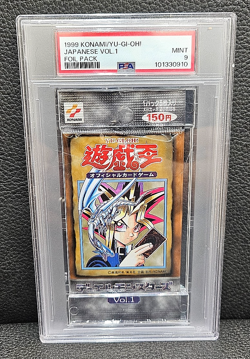 1999 KONAMI/YU-GI-OH!
JAPANESE VOL.1
FOIL PACK
MINT
9
PSA
101330910
KONAMI
150円
遊戯王
オフィシャルカードゲーム
Vol.1